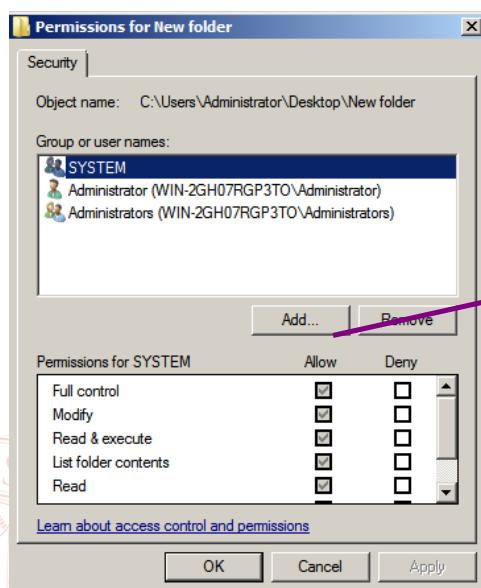 Permissions for New folder
Security
Object name: C:\Users\Administrator\Desktop\New folder
Group or user names:
SYSTEM
Administrator (WIN-2GH07RGP3TO\Administrator)
Administrators (WIN-2GH07RGP3TO\Administrators)
Add... Remove
Permissions for SYSTEM Allow Deny
Full control
Modify
Read & execute
List folder contents
Read
Learn about access control and permissions
OK Cancel Apply